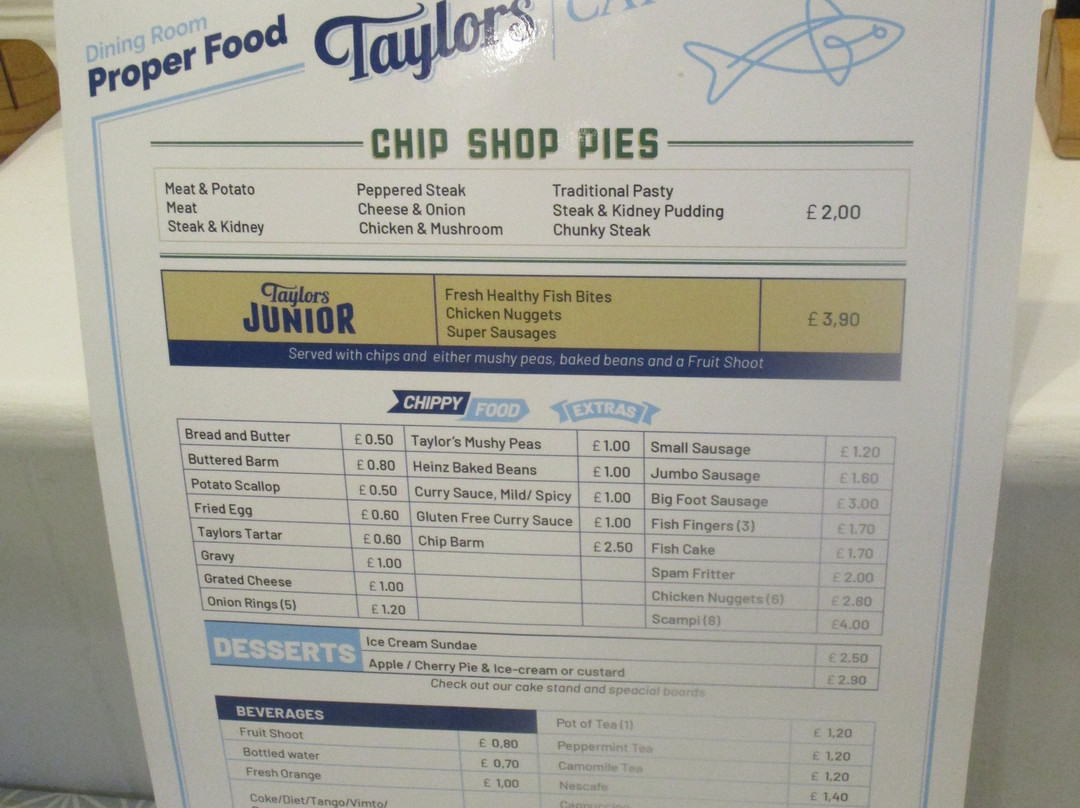 Dining Room
Proper Food
Taylors
CHIP SHOP PIES
Meat & Potato
Meat
Steak & Kidney
Peppered Steak
Cheese & Onion
Chicken & Mushroom
Traditional Pasty
Steak & Kidney Pudding
Chunky Steak
£ 2,00
Taylors
JUNIOR
Fresh Healthy Fish Bites
Chicken Nuggets
Super Sausages
£ 3,90
Served with chips and either mushy peas, baked beans and a Fruit Shoot
CHIPPY FOOD EXTRAS
Bread and Butter £ 0.50
Buttered Barm £ 0.80
Potato Scallop £ 0.50
Fried Egg £ 0.60
Taylors Tartar £ 0.60
Gravy £ 1.00
Grated Cheese £ 1.00
Onion Rings (5) £ 1.20
Taylor's Mushy Peas £ 1.00
Heinz Baked Beans £ 1.00
Curry Sauce, Mild/ Spicy £ 1.00
Gluten Free Curry Sauce £ 1.00
Chip Barm £ 2.50
Small Sausage £ 1.20
Jumbo Sausage £ 1.60
Big Foot Sausage £ 3.00
Fish Fingers (3) £ 1.70
Fish Cake £ 1.70
Spam Fritter £ 2.00
Chicken Nuggets (6) £ 2.80
Scampi (8) £4.00
DESSERTS
Ice Cream Sundae £ 2.50
Apple / Cherry Pie & Ice-cream or custard £ 2.90
Check out our cake stand and speacial boards
BEVERAGES
Fruit Shoot £ 0,80
Bottled water £ 0,70
Fresh Orange £ 1,00
Coke/Diet/Tango/Vimto/
Pot of Tea (1) £ 1,20
Peppermint Tea £ 1,20
Camomile Tea £ 1,20
Nescafe £ 1,40
Cappuccino